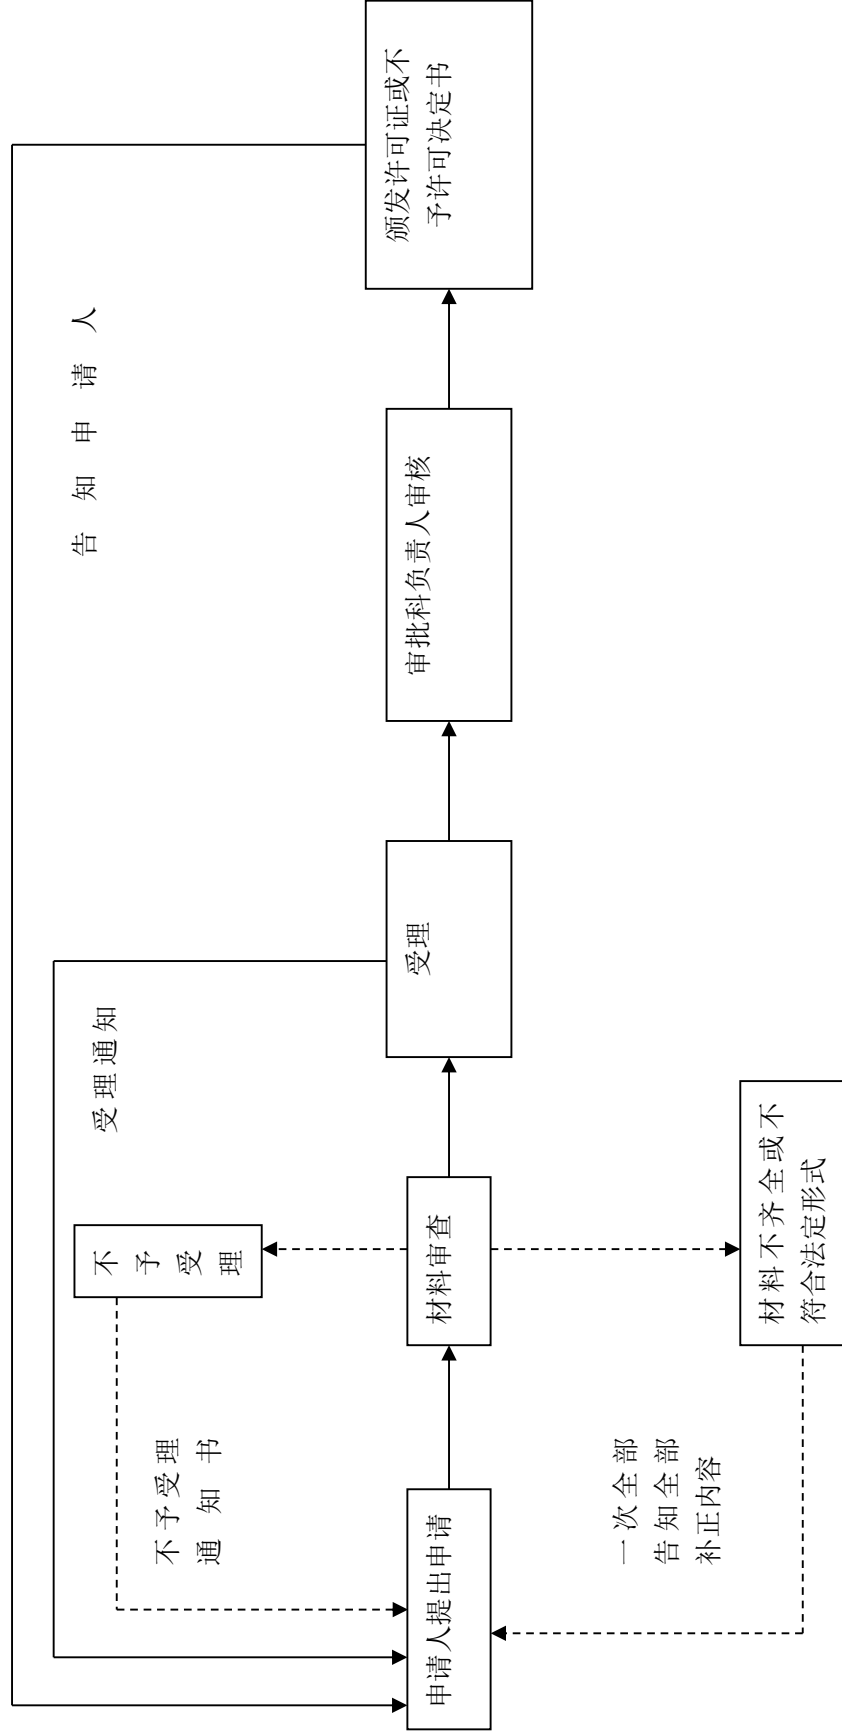 申请人提出申请
材料审查
受理
审批科负责人审核
颁发许可证或不
予许可决定书
告知申请人
受理通知
不予受理
不予受理
通知书
材料不齐全或不
符合法定形式
一次全部
告知全部
补正内容